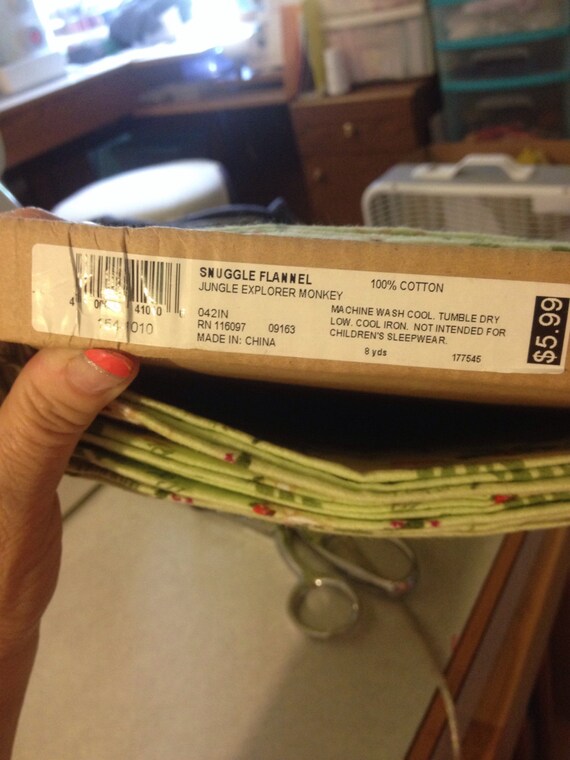 SNUGGLE FLANNEL
100% COTTON
JUNGLE EXPLORER MONKEY
042IN
RN 116097 09163
MADE IN: CHINA
MACHINE WASH COOL. TUMBLE DRY
LOW. COOL IRON. NOT INTENDED FOR
CHILDREN'S SLEEPWEAR.
8 yds 177545
$5.99